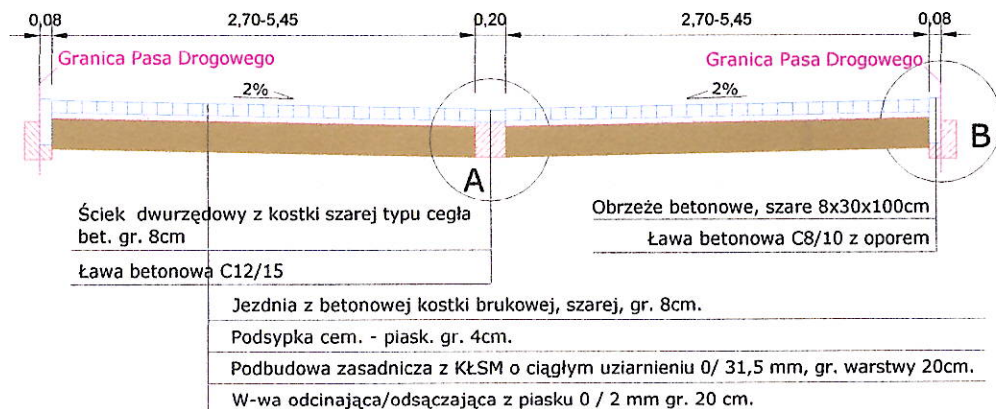 0,08 2,70-5,45 0,20 2,70-5,45 0,08
Granica Pasa Drogowego
Granica Pasa Drogowego
2% 2%
A
B
Ściek dwurzędowy z kostki szarej typu cegła
bet. gr. 8cm
Ława betonowa C12/15
Obrzeże betonowe, szare 8x30x100cm
Ława betonowa C8/10 z oporem
Jezdnia z betonowej kostki brukowej, szarej, gr. 8cm.
Podsypka cem. - piask. gr. 4cm.
Podbudowa zasadnicza z KŁSM o ciągłym uziarnieniu 0/ 31,5 mm, gr. warstwy 20cm.
W-wa odcinająca/odsączająca z piasku 0 / 2 mm gr. 20 cm.